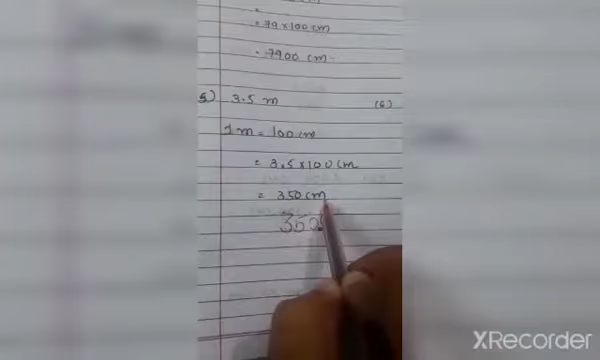 =
= 79 × 100 cm
= 7900 cm.
5) 3.5 m (6)
1 m = 100 cm
= 3.5 × 100 cm
= 350 cm
350
XRecorder